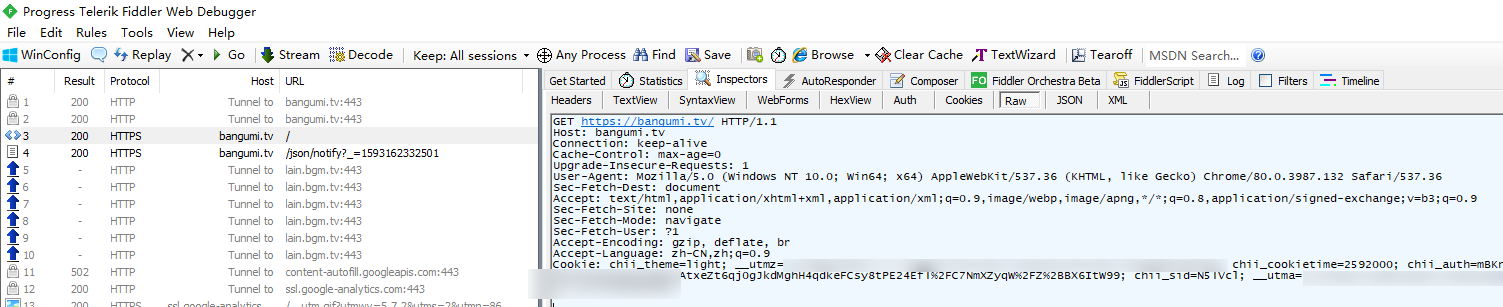 Progress Telerik Fiddler Web Debugger
File Edit Rules Tools View Help
WinConfig Replay Go Stream Decode Keep: All sessions Any Process Find Save Browse Clear Cache TextWizard Tearoff MSDN Search...
# Result Protocol Host URL
1 200 HTTP Tunnel to bangumi.tv:443
2 200 HTTP Tunnel to bangumi.tv:443
3 200 HTTPS bangumi.tv /
4 200 HTTPS bangumi.tv /json/notify?_=1593162332501
5 - HTTP Tunnel to lain.bgm.tv:443
6 - HTTP Tunnel to lain.bgm.tv:443
7 - HTTP Tunnel to lain.bgm.tv:443
8 - HTTP Tunnel to lain.bgm.tv:443
9 - HTTP Tunnel to lain.bgm.tv:443
10 - HTTP Tunnel to lain.bgm.tv:443
11 502 HTTP Tunnel to content-autofill.googleapis.com:443
12 200 HTTP Tunnel to ssl.google-analytics.com:443
13 200 HTTPS ssl.google-analytics
Get Started Statistics Inspectors AutoResponder Composer FO Fiddler Orchestra Beta FiddlerScript Log Filters Timeline
Headers TextView SyntaxView WebForms HexView Auth Cookies Raw JSON XML
GET https://bangumi.tv/ HTTP/1.1
Host: bangumi.tv
Connection: keep-alive
Cache-Control: max-age=0
Upgrade-Insecure-Requests: 1
User-Agent: Mozilla/5.0 (Windows NT 10.0; Win64; x64) AppleWebKit/537.36 (KHTML, like Gecko) Chrome/80.0.3987.132 Safari/537.36
Sec-Fetch-Dest: document
Accept: text/html,application/xhtml+xml,application/xml;q=0.9,image/webp,image/apng,*/*;q=0.8,application/signed-exchange;v=b3;q=0.9
Sec-Fetch-Site: none
Sec-Fetch-Mode: navigate
Sec-Fetch-User: ?1
Accept-Encoding: gzip, deflate, br
Accept-Language: zh-CN,zh;q=0.9
Cookie: chii_theme=light; __utmz= chii_cookietime=2592000;
__utma=